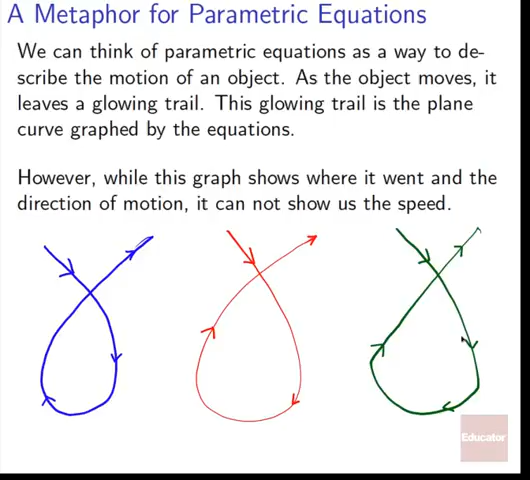 A Metaphor for Parametric Equations
We can think of parametric equations as a way to de-
scribe the motion of an object. As the object moves, it
leaves a glowing trail. This glowing trail is the plane
curve graphed by the equations.
However, while this graph shows where it went and the
direction of motion, it can not show us the speed.
Educator